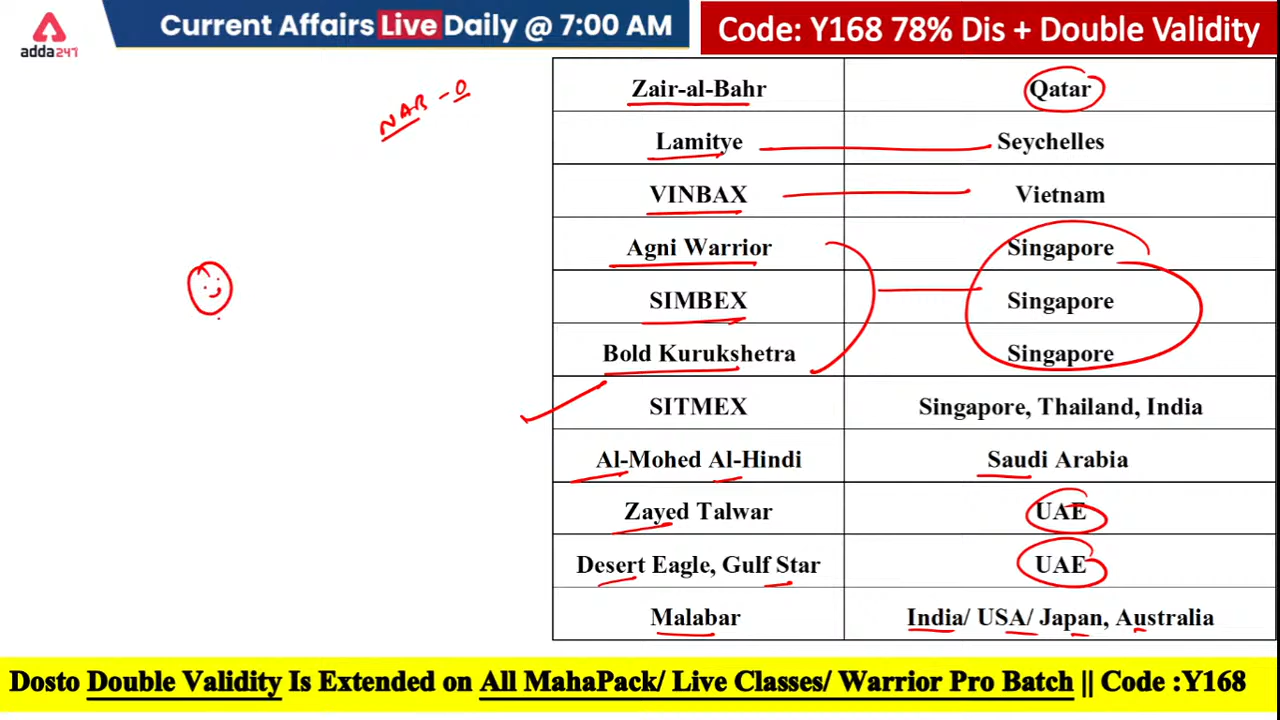 adda247
Current Affairs Live Daily @ 7:00 AM
Code: Y168 78% Dis + Double Validity
NAB - O
Zair-al-Bahr Qatar
Lamitye Seychelles
VINBAX Vietnam
Agni Warrior Singapore
SIMBEX Singapore
Bold Kurukshetra Singapore
SITMEX Singapore, Thailand, India
Al-Mohed Al-Hindi Saudi Arabia
Zayed Talwar UAE
Desert Eagle, Gulf Star UAE
Malabar India/ USA/ Japan, Australia
Dosto Double Validity Is Extended on All MahaPack/ Live Classes/ Warrior Pro Batch || Code :Y168